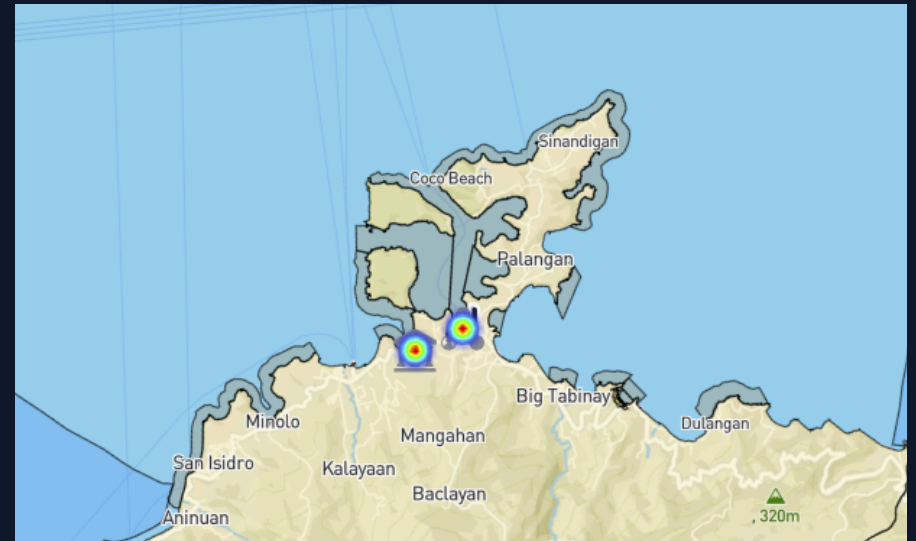 Sinandigan
Coco Beach
Palangan
Big Tabinay
Minolo
Dulangan
Mangahan
San Isidro
Kalayaan
Baclayan
Aninuan
, 320m